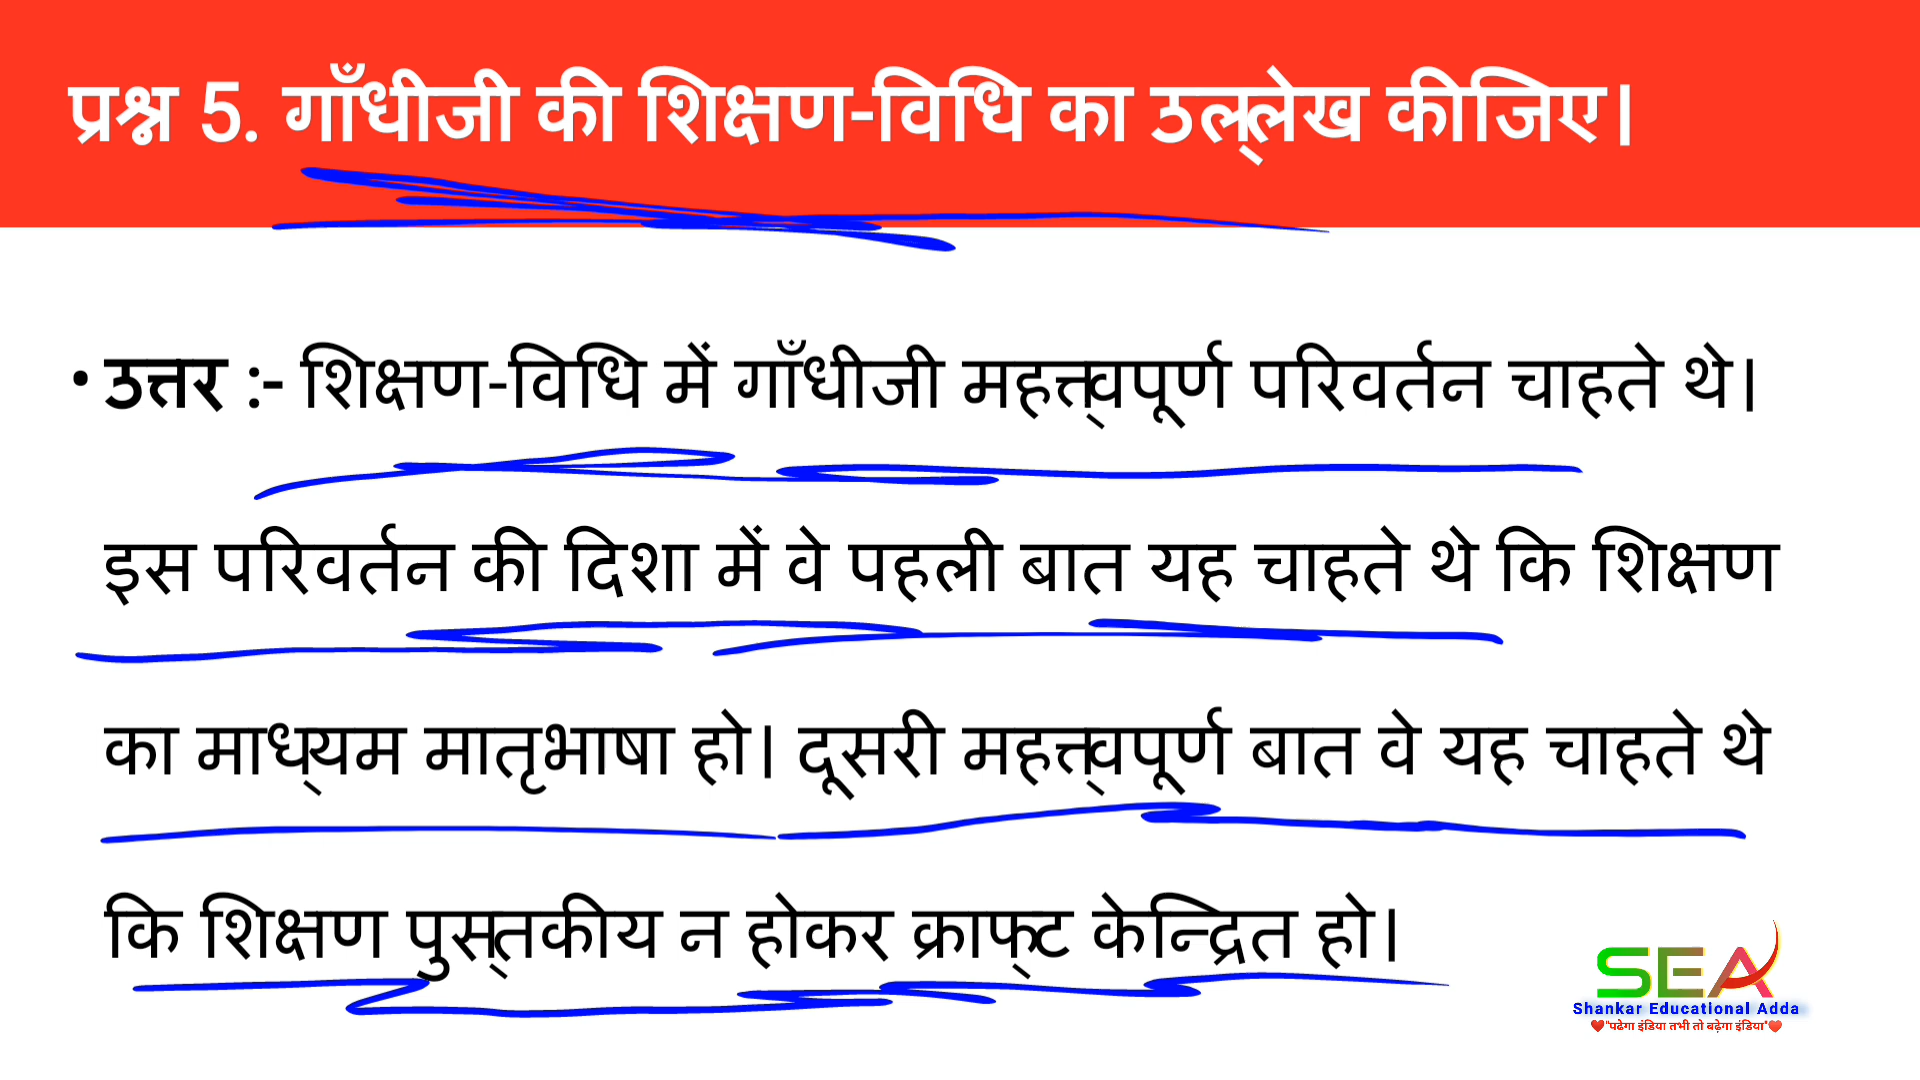 प्रश्न 5. गाँधीजी की शिक्षण-विधि का उल्लेख कीजिए।
• उत्तर :- शिक्षण-विधि में गाँधीजी महत्त्वपूर्ण परिवर्तन चाहते थे।
इस परिवर्तन की दिशा में वे पहली बात यह चाहते थे कि शिक्षण
का माध्यम मातृभाषा हो। दूसरी महत्त्वपूर्ण बात वे यह चाहते थे
कि शिक्षण पुस्तकीय न होकर क्राफ्ट केन्द्रित हो।
SEA
Shankar Educational Adda
❤️"पढेगा इंडिया तभी तो बढ़ेगा इंडिया"❤️